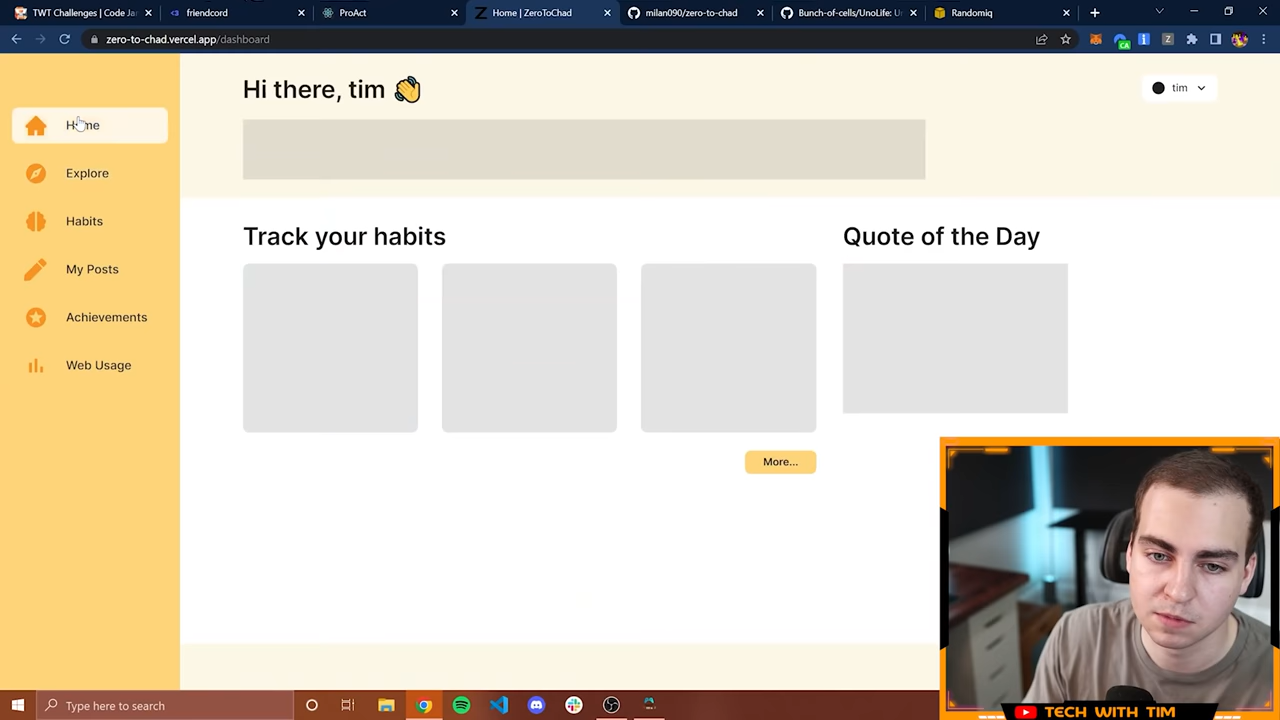 TWT Challenges | Code Ja
friendcord
ProAct
Home | ZeroToChad
milan090/zero-to-chad
Bunch-of-cells/UnoLife: U
Randomiq
zero-to-chad.vercel.app/dashboard
CA
Z
Hi there, tim 👋
tim
Home
Explore
Habits
My Posts
Achievements
Web Usage
Track your habits
Quote of the Day
More...
Type here to search
TECH WITH TIM